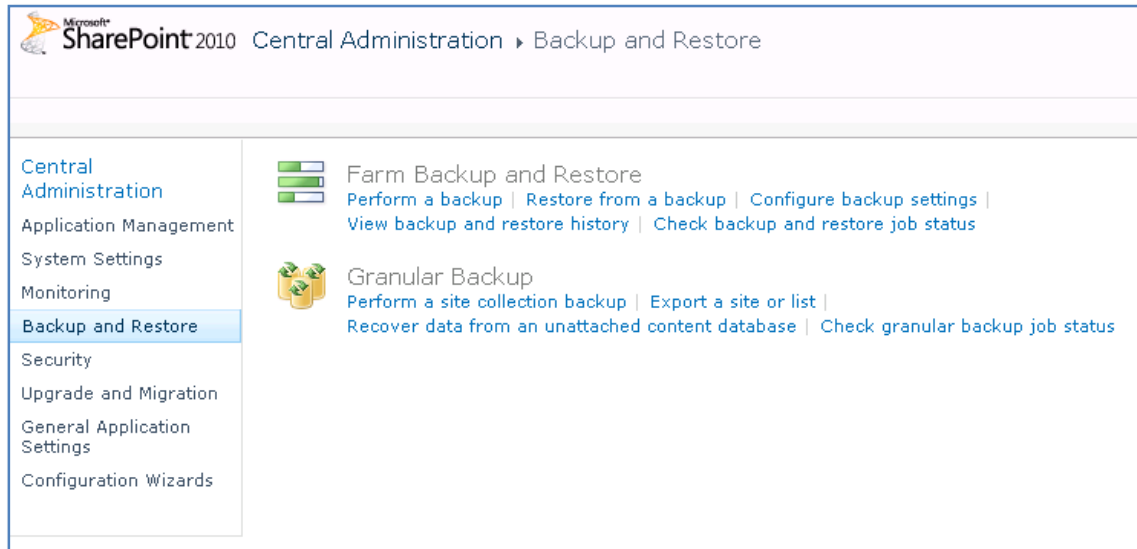 Microsoft®
SharePoint 2010 Central Administration ▸ Backup and Restore
Central
Administration
Application Management
System Settings
Monitoring
Backup and Restore
Security
Upgrade and Migration
General Application
Settings
Configuration Wizards
Farm Backup and Restore
Perform a backup | Restore from a backup | Configure backup settings |
View backup and restore history | Check backup and restore job status
Granular Backup
Perform a site collection backup | Export a site or list |
Recover data from an unattached content database | Check granular backup job status